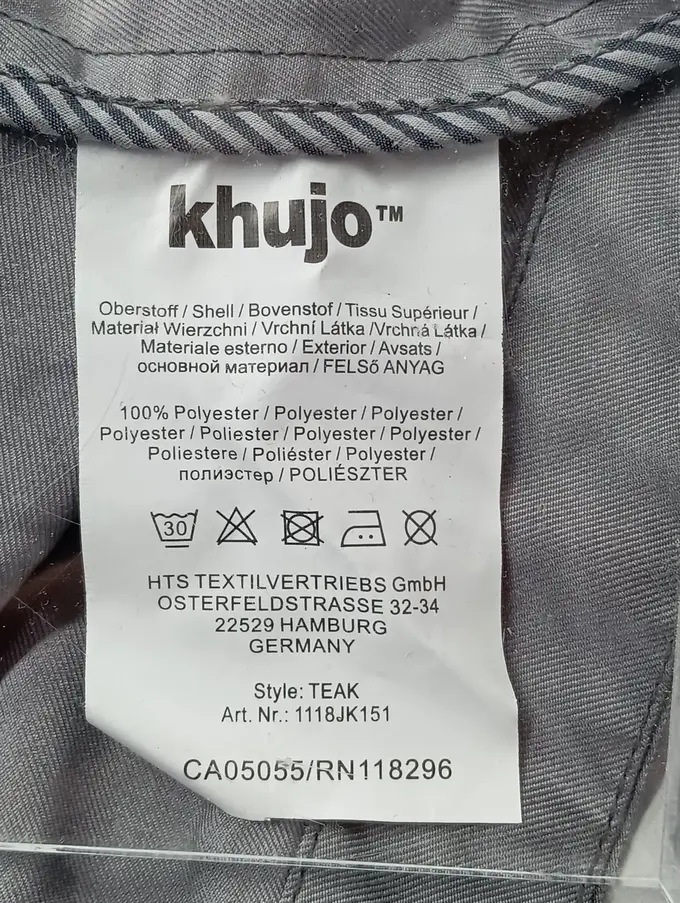 khujo™
Oberstoff / Shell / Bovenstof / Tissu Supérieur /
Materiał Wierzchni / Vrchní Látka /Vrchná Látka /
Materiale esterno / Exterior / Avsats /
основной материал / FELSő ANYAG
100% Polyester / Polyester / Polyester /
Polyester / Poliester / Polyester / Polyester /
Poliestere / Poliéster / Polyester /
полиэстер / POLIÉSZTER
30
HTS TEXTILVERTRIEBS GmbH
OSTERFELDSTRASSE 32-34
22529 HAMBURG
GERMANY
Style: TEAK
Art. Nr.: 1118JK151
CA05055/RN118296